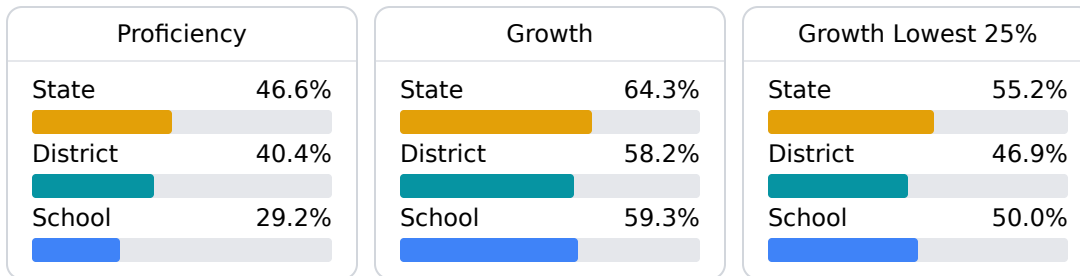 Proficiency
State 46.6%
District 40.4%
School 29.2%
Growth
State 64.3%
District 58.2%
School 59.3%
Growth Lowest 25%
State 55.2%
District 46.9%
School 50.0%